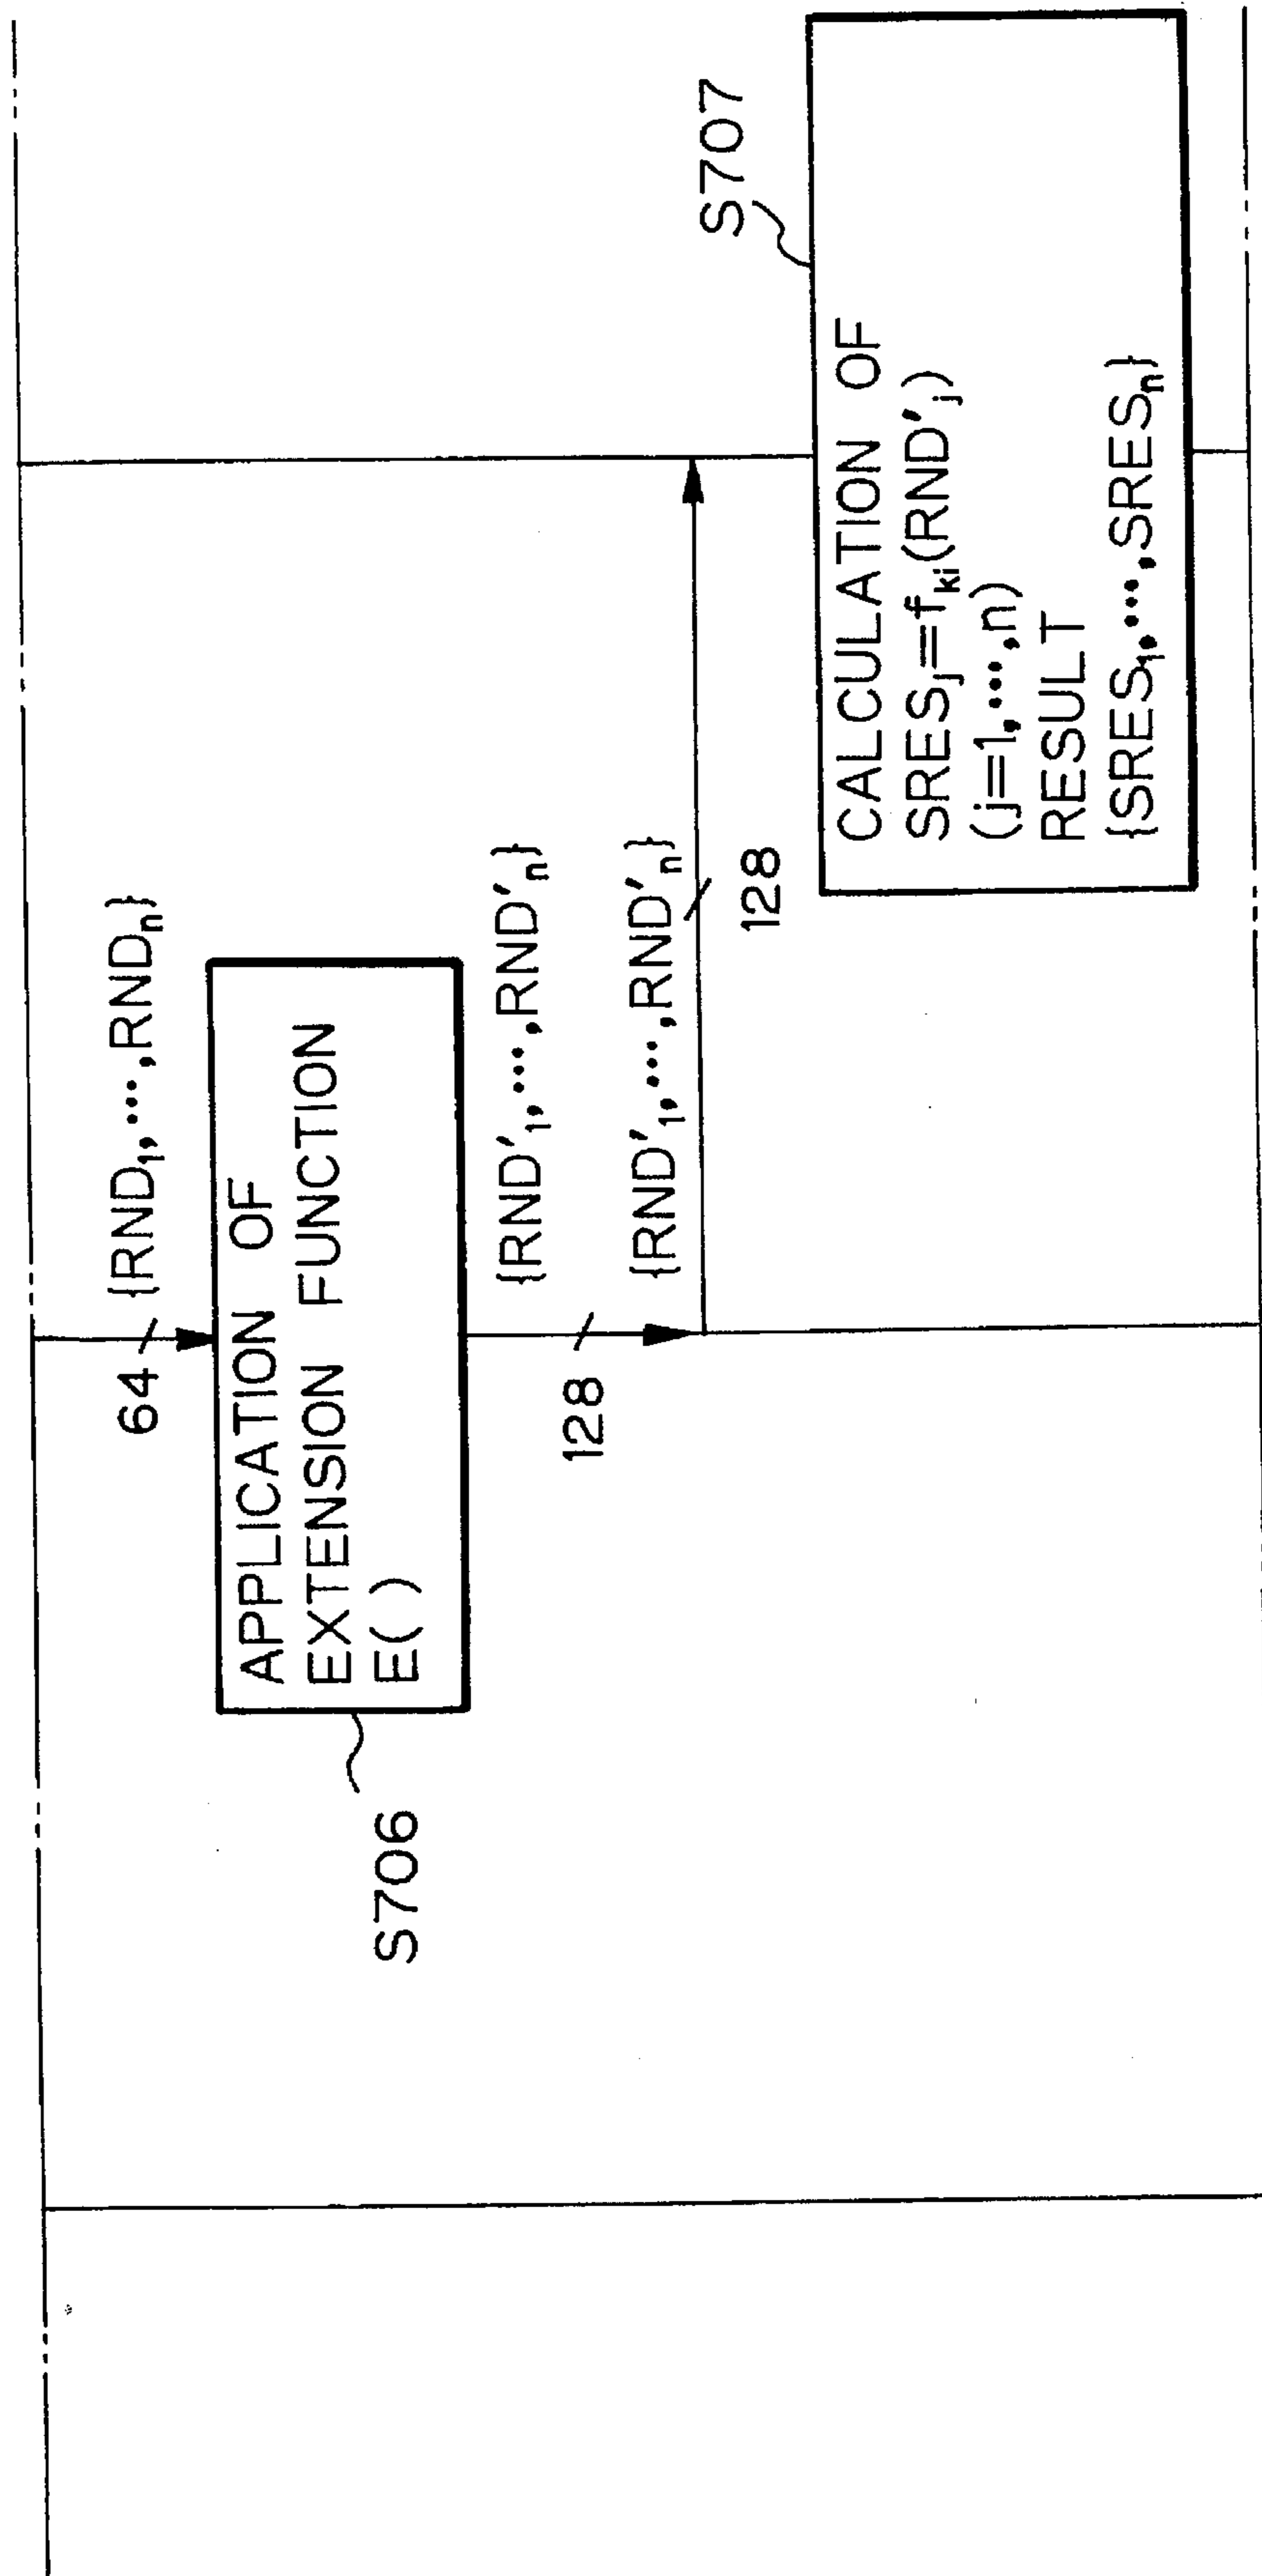 64
{RND₁,•••,RNDₙ}
APPLICATION OF
EXTENSION FUNCTION
E( )
S706
128
{RND'₁,•••,RND'ₙ}
{RND'₁,•••,RND'ₙ}
128
S707
CALCULATION OF
SRESⱼ=fₖᵢ(RND'ⱼ)
(j=1,•••,n)
RESULT
{SRES₁,•••,SRESₙ}